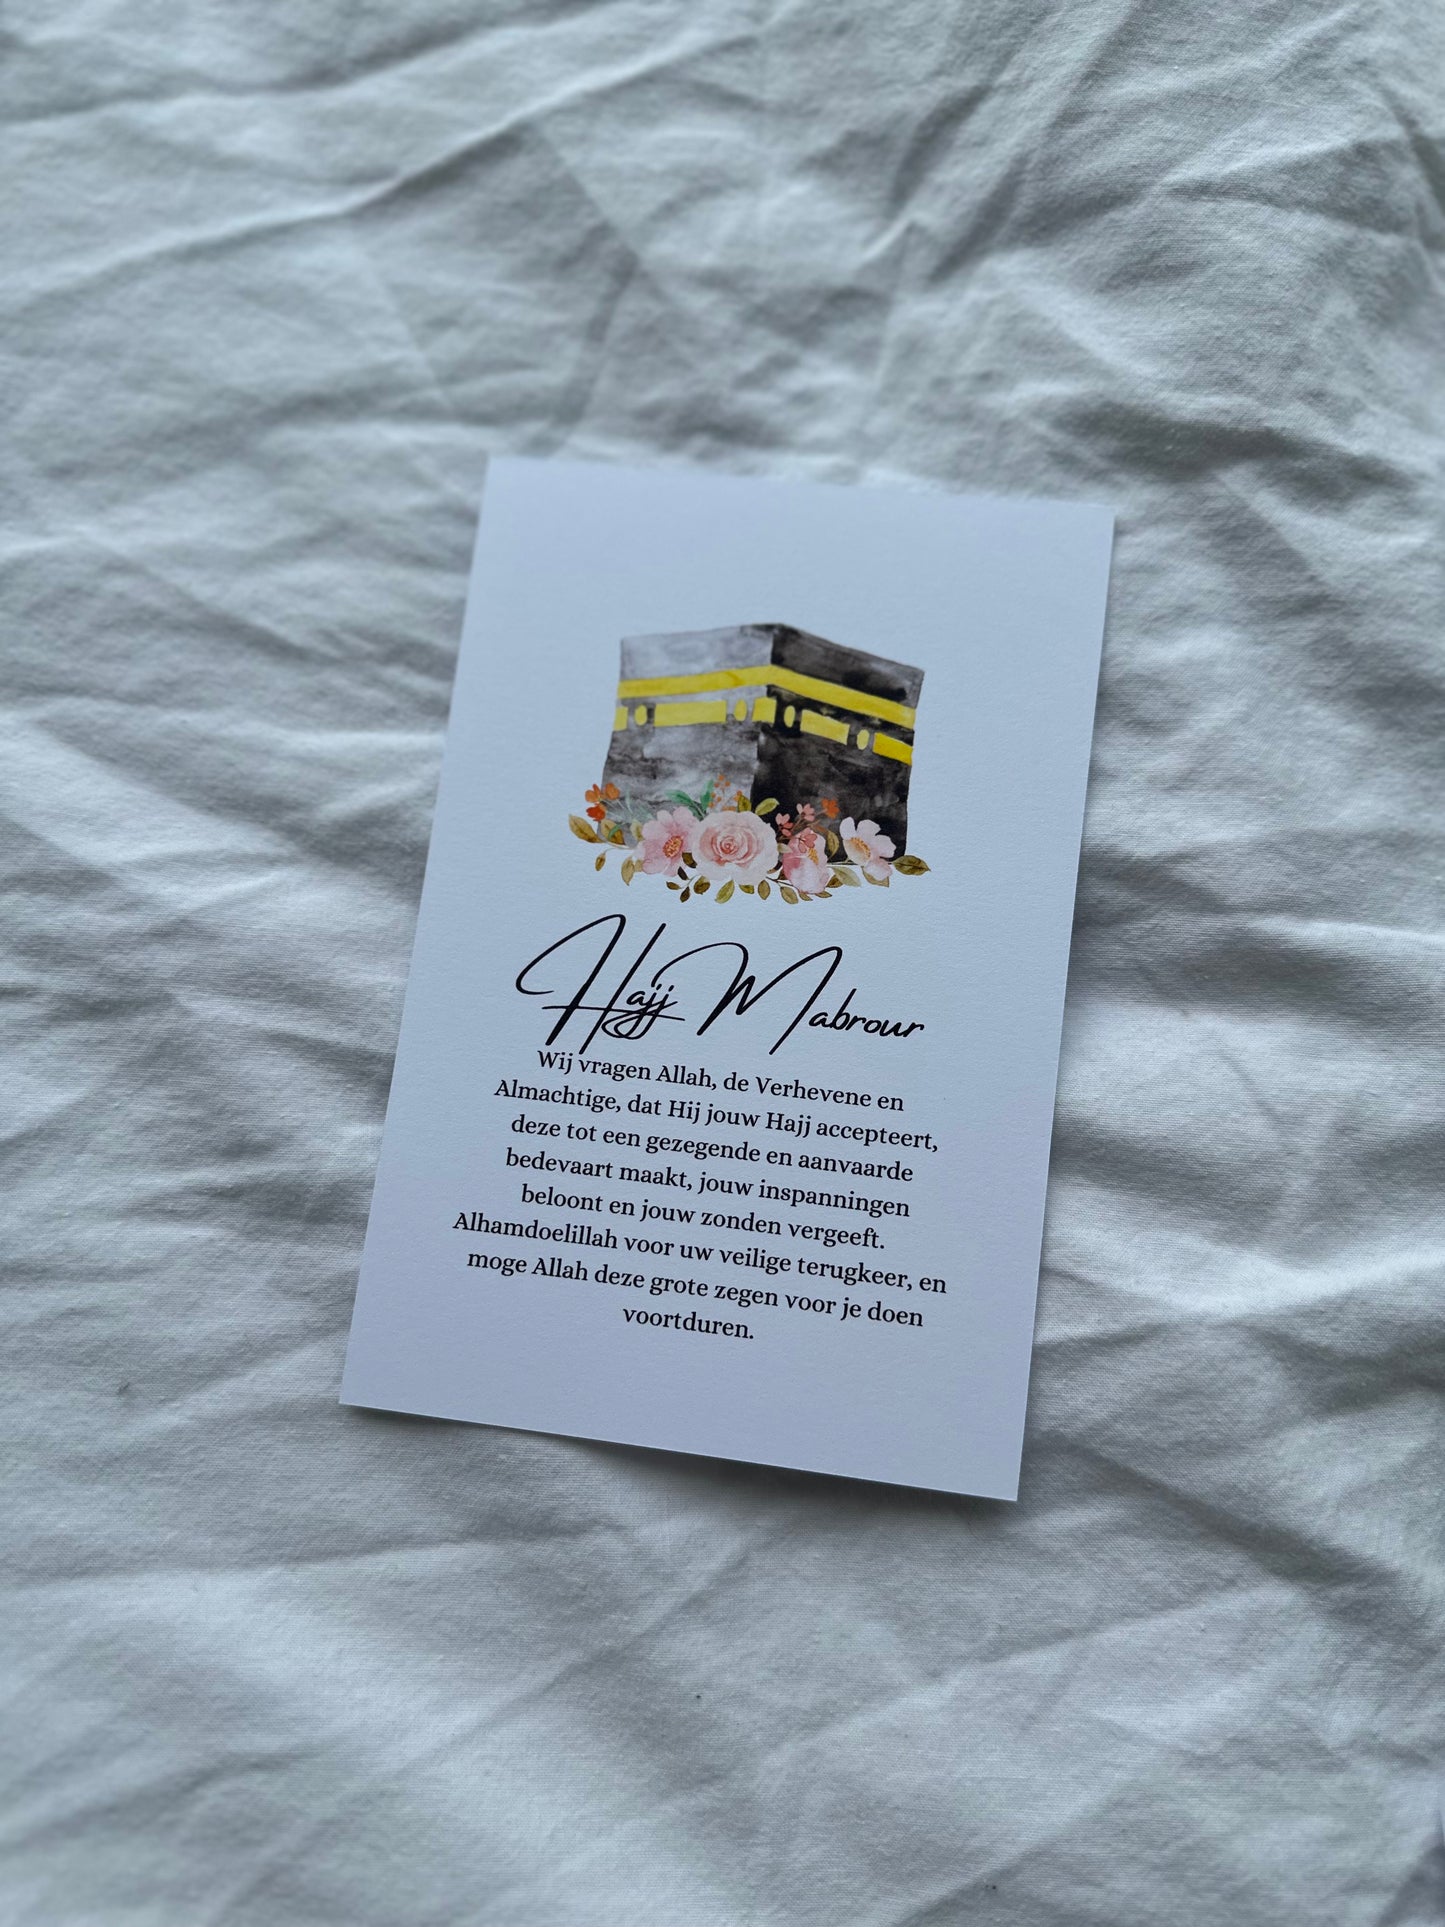 Hajj Mabrour
Wij vragen Allah, de Verhevene en
Almachtige, dat Hij jouw Hajj accepteert,
deze tot een gezegende en aanvaarde
bedevaart maakt, jouw inspanningen
beloont en jouw zonden vergeeft.
Alhamdoelillah voor uw veilige terugkeer, en
moge Allah deze grote zegen voor je doen
voortduren.